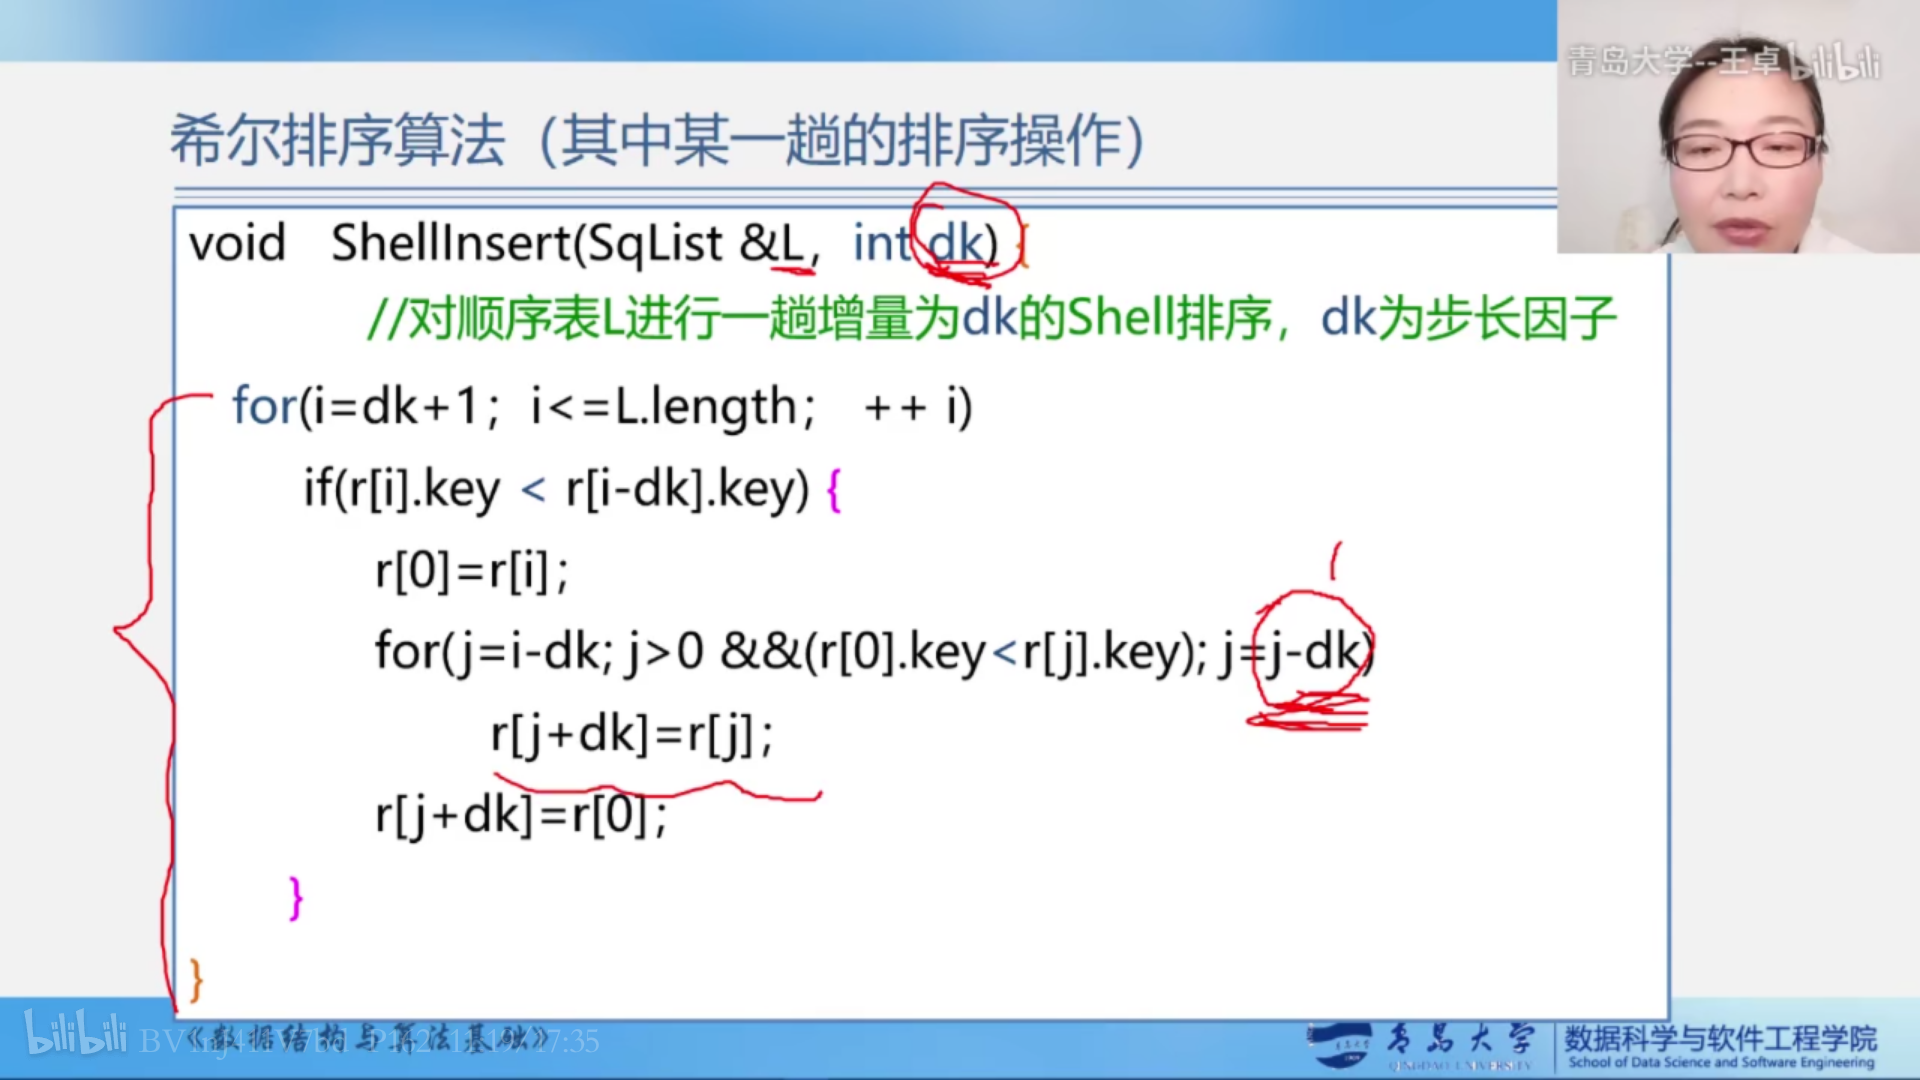 青岛大学--王卓 bilibili
希尔排序算法（其中某一趟的排序操作）
void ShellInsert(SqList &L, int dk) {
//对顺序表L进行一趟增量为dk的Shell排序，dk为步长因子
for(i=dk+1; i<=L.length; ++ i)
if(r[i].key < r[i-dk].key) {
r[0]=r[i];
for(j=i-dk; j>0 &&(r[0].key<r[j].key); j=j-dk)
r[j+dk]=r[j];
r[j+dk]=r[0];
}
}
bilibili
《数据结构与算法基础》
青岛大学
QINGDAO UNIVERSITY
数据科学与软件工程学院
School of Data Science and Software Engineering